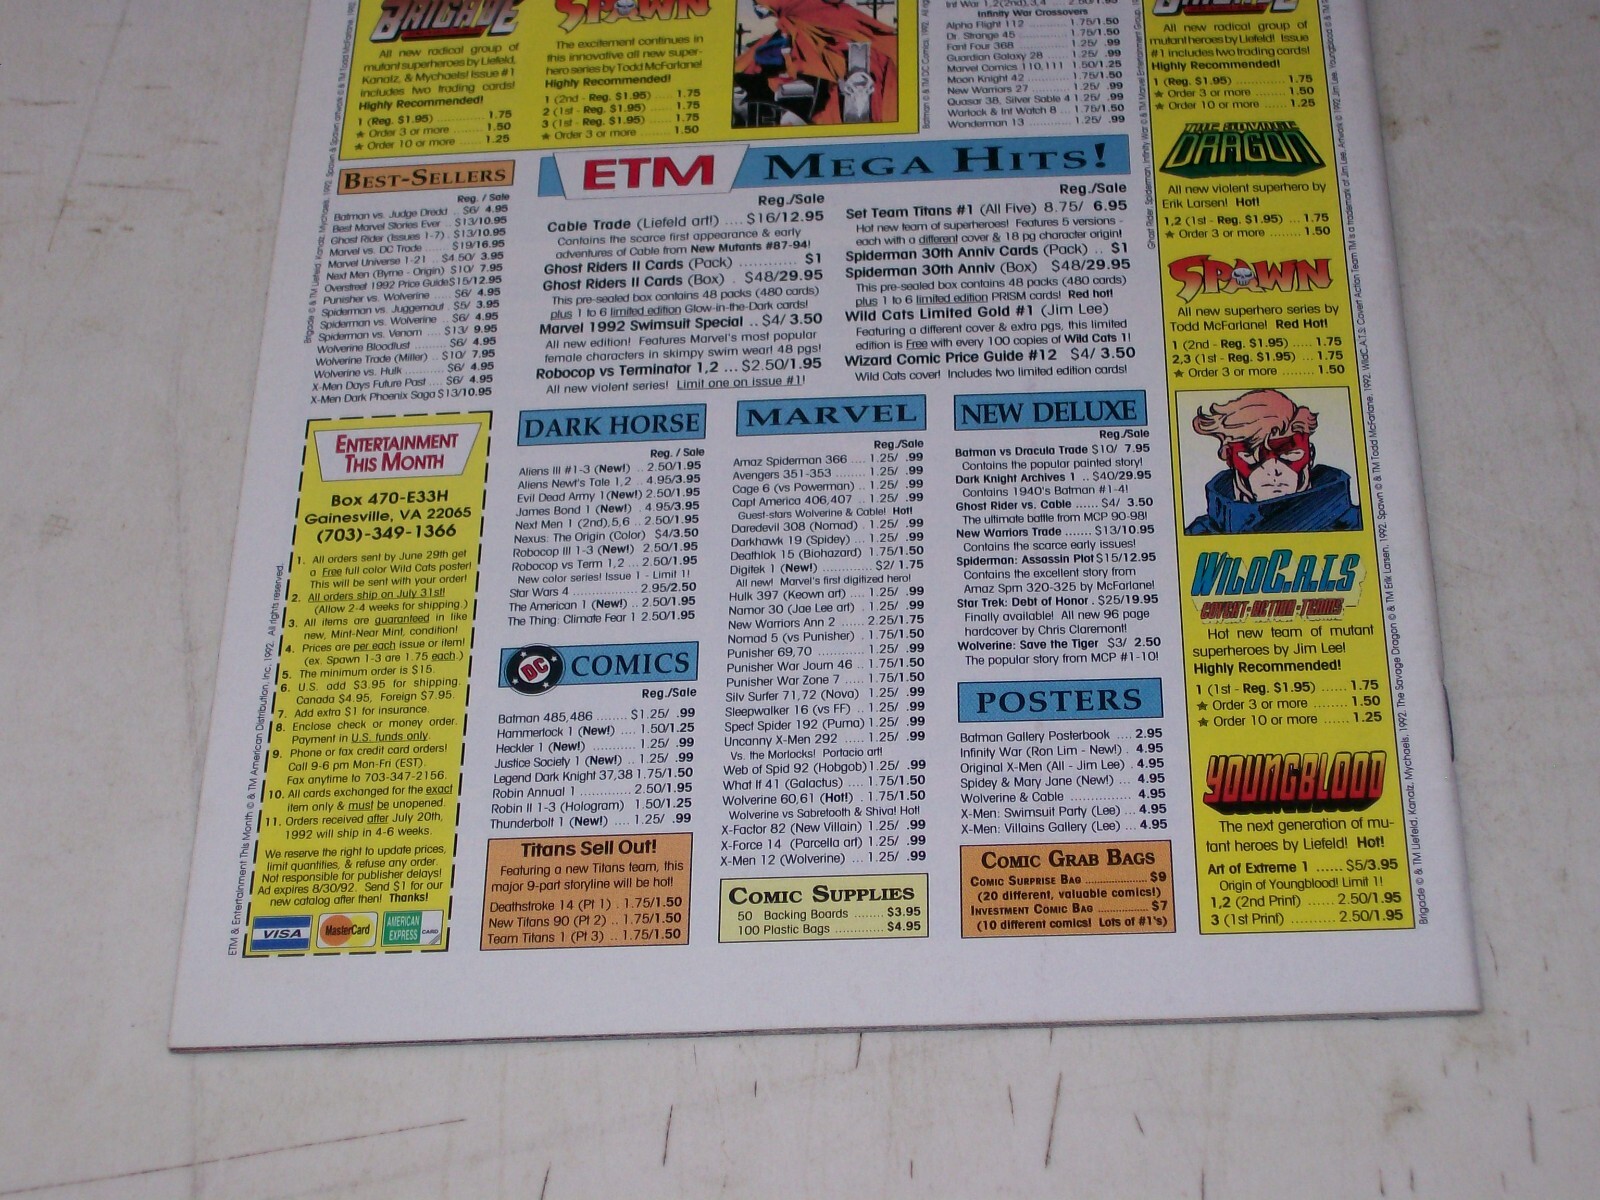 BRIGADE
All new radical group of
mutant superheroes by Liefeld,
Kanalz, & Mychaels! Issue #1
includes two trading cards!
Highly Recommended!
1 (Reg. $1.95) ............ 1.75
★ Order 3 or more ......... 1.50
★ Order 10 or more ........ 1.25
SPAWN
The excitement continues in
this innovative all new super-
hero series by Todd McFarlane!
Highly Recommended!
1 (2nd - Reg. $1.95) ..... 1.75
2 (1st - Reg. $1.95) ..... 1.75
3 (1st - Reg. $1.95) ..... 1.75
★ Order 3 or more ........ 1.50
Inf War 1,2(2nd),3,4 ... 2.50/1.95
Infinity War Crossovers
Alpha Flight 112 ........ 1.75/1.50
Dr. Strange 45 .......... 1.75/1.50
Fant Four 368 ........... 1.25/ .99
Guardian Galaxy 28 ...... 1.25/ .99
Marvel Comics 110,111 ... 1.50/1.25
Moon Knight 42 .......... 1.75/1.50
New Warriors 27 ......... 1.25/ .99
Quasar 38, Silver Sable 4 1.25/ .99
Warlock & Inf Watch 8 ... 1.75/1.50
Wonderman 13 ............ 1.25/ .99
All new radical group of
mutant heroes by Liefeld! Issue
#1 includes two trading cards!
Highly Recommended!
1 (Reg. $1.95) .......... 1.75
★ Order 3 or more ....... 1.50
★ Order 10 or more ...... 1.25
BEST-SELLERS
Reg. / Sale
Batman vs. Judge Dredd .. $6/ 4.95
Best Marvel Stories Ever .. $13/10.95
Ghost Rider (Issues 1-7) . $13/10.95
Marvel vs. DC Trade ..... $19/16.95
Marvel Universe 1-21 .. $4.50/ 3.95
Next Men (Byrne - Origin) $10/ 7.95
Overstreet 1992 Price Guide$15/12.95
Punisher vs. Wolverine ... $6/ 4.95
Spiderman vs. Juggernaut . $5/ 3.95
Spiderman vs. Wolverine .. $6/ 4.95
Spiderman vs. Venom ..... $13/ 9.95
Wolverine Bloodlust ...... $6/ 4.95
Wolverine Trade (Miller) .. $10/ 7.95
Wolverine vs. Hulk ....... $6/ 4.95
X-Men Days Future Past ... $6/ 4.95
X-Men Dark Phoenix Saga $13/10.95
ETM MEGA HITS!
Reg./Sale
Cable Trade (Liefeld art!) .... $16/12.95
Contains the scarce first appearance & early
adventures of Cable from New Mutants #87-94!
Ghost Riders II Cards (Pack) ........... $1
Ghost Riders II Cards (Box) . $48/29.95
This pre-sealed box contains 48 packs (480 cards)
plus 1 to 6 limited edition Glow-in-the-Dark cards!
Marvel 1992 Swimsuit Special .. $4/ 3.50
All new edition! Features Marvel's most popular
female characters in skimpy swim wear! 48 pgs!
Robocop vs Terminator 1,2 ... $2.50/1.95
All new violent series! Limit one on issue #1!
Reg./Sale
Set Team Titans #1 (All Five) 8.75/ 6.95
Hot new team of superheroes! Features 5 versions -
each with a different cover & 18 pg character origin!
Spiderman 30th Anniv Cards (Pack) .. $1
Spiderman 30th Anniv (Box) $48/29.95
This pre-sealed box contains 48 packs (480 cards)
plus 1 to 6 limited edition PRISM cards! Red hot!
Wild Cats Limited Gold #1 (Jim Lee)
Featuring a different cover & extra pgs, this limited
edition is Free with every 100 copies of Wild Cats 1!
Wizard Comic Price Guide #12 $4/ 3.50
Wild Cats cover! Includes two limited edition cards!
THE SAVAGE
DRAGON
All new violent superhero by
Erik Larsen! Hot!
1,2 (1st - Reg. $1.95) ... 1.75
★ Order 3 or more ........ 1.50
SPAWN
All new superhero series by
Todd McFarlane! Red Hot!
1 (2nd - Reg. $1.95) ..... 1.75
2,3 (1st - Reg. $1.95) ... 1.75
★ Order 3 or more ........ 1.50
ENTERTAINMENT
THIS MONTH
Box 470-E33H
Gainesville, VA 22065
(703)-349-1366
1. All orders sent by June 29th get
a Free full color Wild Cats poster!
This will be sent with your order!
2. All orders ship on July 31st!
(Allow 2-4 weeks for shipping.)
3. All items are guaranteed in like
new, Mint-Near Mint, condition!
4. Prices are per each issue or item!
(ex. Spawn 1-3 are 1.75 each.)
5. The minimum order is $15.
6. U.S. add $3.95 for shipping.
Canada $4.95, Foreign $7.95.
7. Add extra $1 for insurance.
8. Enclose check or money order.
Payment in U.S. funds only.
9. Phone or fax credit card orders!
Call 9-6 pm Mon-Fri (EST).
Fax anytime to 703-347-2156.
10. All cards exchanged for the exact
item only & must be unopened.
11. Orders received after July 20th,
1992 will ship in 4-6 weeks.
We reserve the right to update prices,
limit quantities, & refuse any order.
Not responsible for publisher delays!
Ad expires 8/30/92. Send $1 for our
new catalog after then! Thanks!
VISA
MasterCard
AMERICAN
EXPRESS
CARD
DARK HORSE
Reg. / Sale
Aliens III #1-3 (New!) .. 2.50/1.95
Aliens Newt's Tale 1,2 .. 4.95/3.95
Evil Dead Army 1(New!) 2.50/1.95
James Bond 1 (New!) .. 4.95/3.95
Next Men 1 (2nd),5,6 .. 2.50/1.95
Nexus: The Origin (Color) $4/3.50
Robocop III 1-3 (New!) 2.50/1.95
Robocop vs Term 1,2 ... 2.50/1.95
New color series! Issue 1 - Limit 1!
Star Wars 4 ............. 2.95/2.50
The American 1 (New!) . 2.50/1.95
The Thing: Climate Fear 1 2.50/1.95
DC COMICS
Reg./Sale
Batman 485,486 ........ $1.25/ .99
Hammerlock 1 (New!) .... 1.50/1.25
Heckler 1 (New!) ........ 1.25/ .99
Justice Society 1 (New!) .. 1.25/ .99
Legend Dark Knight 37,38 1.75/1.50
Robin Annual 1 .......... 2.50/1.95
Robin II 1-3 (Hologram) 1.50/1.25
Thunderbolt 1 (New!) .... 1.25/ .99
Titans Sell Out!
Featuring a new Titans team, this
major 9-part storyline will be hot!
Deathstroke 14 (Pt 1) . 1.75/1.50
New Titans 90 (Pt 2) .. 1.75/1.50
Team Titans 1 (Pt 3) .. 1.75/1.50
MARVEL
Reg./Sale
Amaz Spiderman 366 .... 1.25/ .99
Avengers 351-353 ....... 1.25/ .99
Cage 6 (vs Powerman) .. 1.25/ .99
Capt America 406,407 .. 1.25/ .99
Guest-stars Wolverine & Cable! Hot!
Daredevil 308 (Nomad) . 1.25/ .99
Darkhawk 19 (Spidey) .. 1.25/ .99
Deathlok 15 (Biohazard) 1.75/1.50
Digitek 1 (New!) ........ $2/ 1.75
All new! Marvel's first digitized hero!
Hulk 397 (Keown art) ... 1.25/ .99
Namor 30 (Jae Lee art) . 1.25/ .99
New Warriors Ann 2 ..... 2.25/1.75
Nomad 5 (vs Punisher) . 1.75/1.50
Punisher 69,70 .......... 1.25/ .99
Punisher War Journ 46 .. 1.75/1.50
Punisher War Zone 7 .... 1.75/1.50
Silv Surfer 71,72 (Nova) 1.25/ .99
Sleepwalker 16 (vs FF) .. 1.25/ .99
Spect Spider 192 (Puma) 1.25/ .99
Uncanny X-Men 292 ..... 1.25/ .99
Vs. the Morlocks! Portacio art!
Web of Spid 92 (Hobgob) 1.25/ .99
What If 41 (Galactus) ... 1.75/1.50
Wolverine 60,61 (Hot!) . 1.75/1.50
Wolverine vs Sabretooth & Shiva! Hot!
X-Factor 82 (New Villain) 1.25/ .99
X-Force 14 (Parcella art) 1.25/ .99
X-Men 12 (Wolverine) ... 1.25/ .99
COMIC SUPPLIES
50 Backing Boards ....... $3.95
100 Plastic Bags ......... $4.95
NEW DELUXE
Reg./Sale
Batman vs Dracula Trade $10/ 7.95
Contains the popular painted story!
Dark Knight Archives 1 .. $40/29.95
Contains 1940's Batman #1-4!
Ghost Rider vs. Cable ...... $4/ 3.50
The ultimate battle from MCP 90-98!
New Warriors Trade ....... $13/10.95
Contains the scarce early issues!
Spiderman: Assassin Plot $15/12.95
Contains the excellent story from
Amaz Spm 320-325 by McFarlane!
Star Trek: Debt of Honor . $25/19.95
Finally available! All new 96 page
hardcover by Chris Claremont!
Wolverine: Save the Tiger $3/ 2.50
The popular story from MCP #1-10!
POSTERS
Batman Gallery Posterbook .... 2.95
Infinity War (Ron Lim - New!) . 4.95
Original X-Men (All - Jim Lee) . 4.95
Spidey & Mary Jane (New!) ... 4.95
Wolverine & Cable ............ 4.95
X-Men: Swimsuit Party (Lee) .. 4.95
X-Men: Villains Gallery (Lee) ... 4.95
COMIC GRAB BAGS
COMIC SURPRISE BAG ............ $9
(20 different, valuable comics!)
INVESTMENT COMIC BAG .......... $7
(10 different comics! Lots of #1's)
WILDC.A.T.S
COVERT-ACTION-TEAMS
Hot new team of mutant
superheroes by Jim Lee!
Highly Recommended!
1 (1st - Reg. $1.95) ...... 1.75
★ Order 3 or more ......... 1.50
★ Order 10 or more ........ 1.25
YOUNGBLOOD
The next generation of mu-
tant heroes by Liefeld! Hot!
Art of Extreme 1 ....... $5/3.95
Origin of Youngblood! Limit 1!
1,2 (2nd Print) ...... 2.50/1.95
3 (1st Print) ........ 2.50/1.95
ETM & Entertainment This Month © & TM American Distribution, Inc, 1992. All rights reserved.